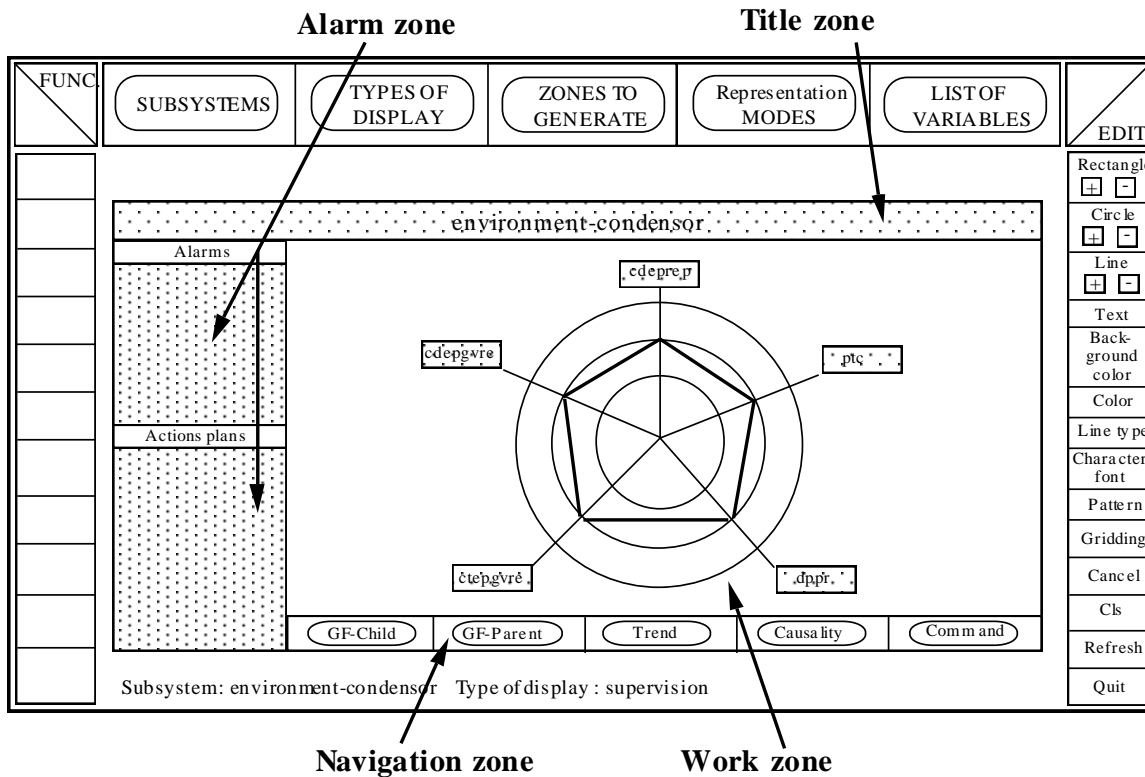 Alarm zone
Title zone
FUNC.
SUBSYSTEMS
TYPES OF
DISPLAY
ZONES TO
GENERATE
Representation
MODES
LIST OF
VARIABLES
EDIT
environment-condensor
Alarms
Actions plans
cdeprep
cdepgvre
ptc
ctepgvre
dppr
GF-Child
GF-Parent
Trend
Causality
Command
Subsystem: environment-condensor Type of display : supervision
Rectangle
+ -
Circle
+ -
Line
+ -
Text
Back-
ground
color
Color
Line type
Character
font
Pattern
Gridding
Cancel
Cls
Refresh
Quit
Navigation zone
Work zone